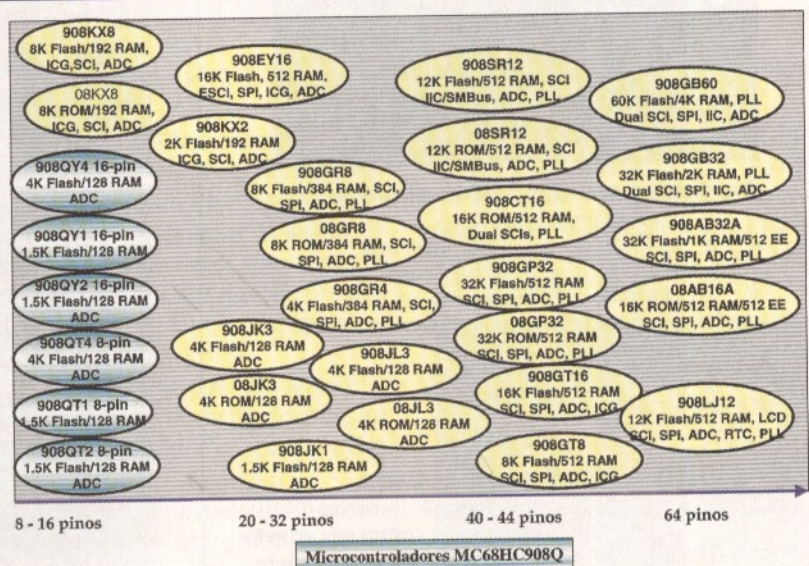 908KX8
8K Flash/192 RAM,
ICG,SCI, ADC
08KX8
8K ROM/192 RAM,
ICG, SCI, ADC
908QY4 16-pin
4K Flash/128 RAM
ADC
908QY1 16-pin
1.5K Flash/128 RAM
908QY2 16-pin
1.5K Flash/128 RAM
ADC
908QT4 8-pin
4K Flash/128 RAM
ADC
908QT1 8-pin
1.5K Flash/128 RAM
908QT2 8-pin
1.5K Flash/128 RAM
ADC
908EY16
16K Flash, 512 RAM,
ESCI, SPI, ICG, ADC
908KX2
2K Flash/192 RAM
ICG, SCI, ADC
908GR8
8K Flash/384 RAM, SCI,
SPI, ADC, PLL
08GR8
8K ROM/384 RAM, SCI,
SPI, ADC, PLL
908GR4
4K Flash/384 RAM, SCI,
SPI, ADC, PLL
908JK3
4K Flash/128 RAM
ADC
908JL3
4K Flash/128 RAM
ADC
08JK3
4K ROM/128 RAM
ADC
08JL3
4K ROM/128 RAM
ADC
908JK1
1.5K Flash/128 RAM
ADC
908SR12
12K Flash/512 RAM, SCI
IIC/SMBus, ADC, PLL
08SR12
12K ROM/512 RAM, SCI
IIC/SMBus, ADC, PLL
908CT16
16K ROM/512 RAM,
Dual SCIs, PLL
908GP32
32K Flash/512 RAM
SCI, SPI, ADC, PLL
08GP32
32K ROM/512 RAM
SCI, SPI, ADC, PLL
908GT16
16K Flash/512 RAM
SCI, SPI, ADC, ICG
908GT8
8K Flash/512 RAM
SCI, SPI, ADC, ICG
908GB60
60K Flash/4K RAM, PLL
Dual SCI, SPI, IIC, ADC
908GB32
32K Flash/2K RAM, PLL
Dual SCI, SPI, IIC, ADC
908AB32A
32K Flash/1K RAM/512 EE
SCI, SPI, ADC, PLL
08AB16A
16K ROM/512 RAM/512 EE
SCI, SPI, ADC, PLL
908LJ12
12K Flash/512 RAM, LCD
SCI, SPI, ADC, RTC, PLL
8 - 16 pinos
20 - 32 pinos
40 - 44 pinos
64 pinos
Microcontroladores MC68HC908Q